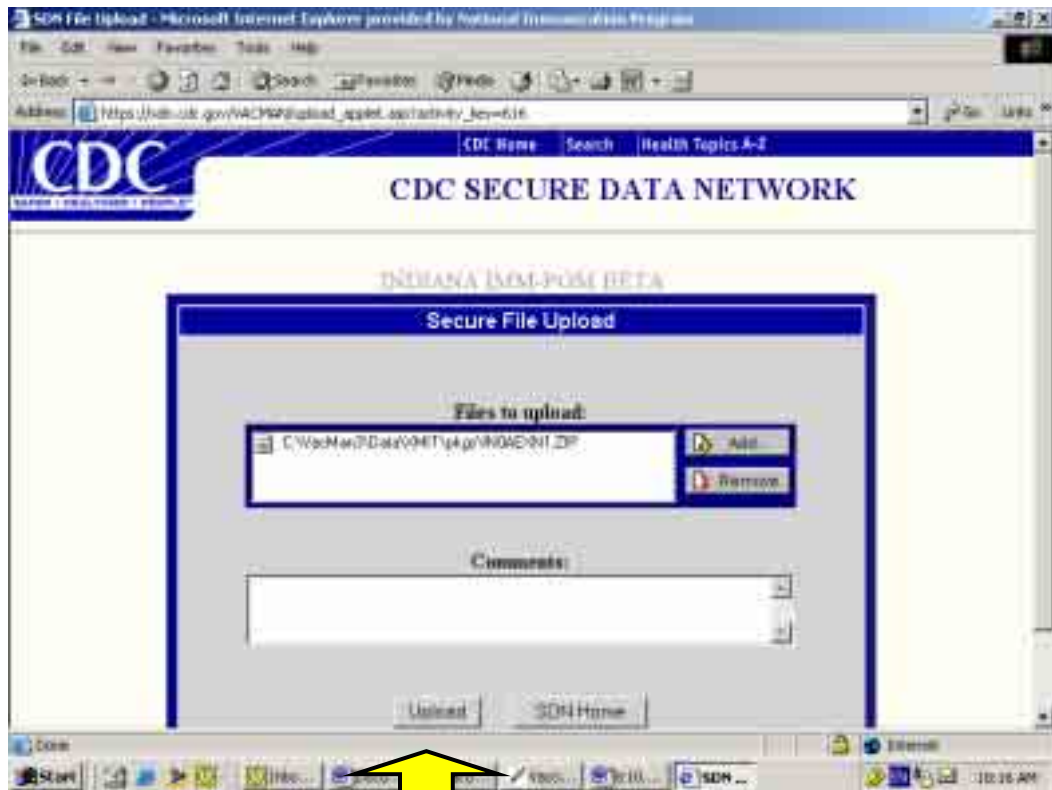 SDN File Upload - Microsoft Internet Explorer provided by National Immunization Program
File Edit View Favorites Tools Help
Back Search Favorites Media
Address Go Links
CDC Home Search Health Topics A-Z
CDC
SAFER • HEALTHIER • PEOPLE
CDC SECURE DATA NETWORK
INDIANA IMM-POM BETA
Secure File Upload
Files to upload:
Add...
Remove
Comments:
Upload SDN Home
Done Internet
Start SDN ... 10:16 AM